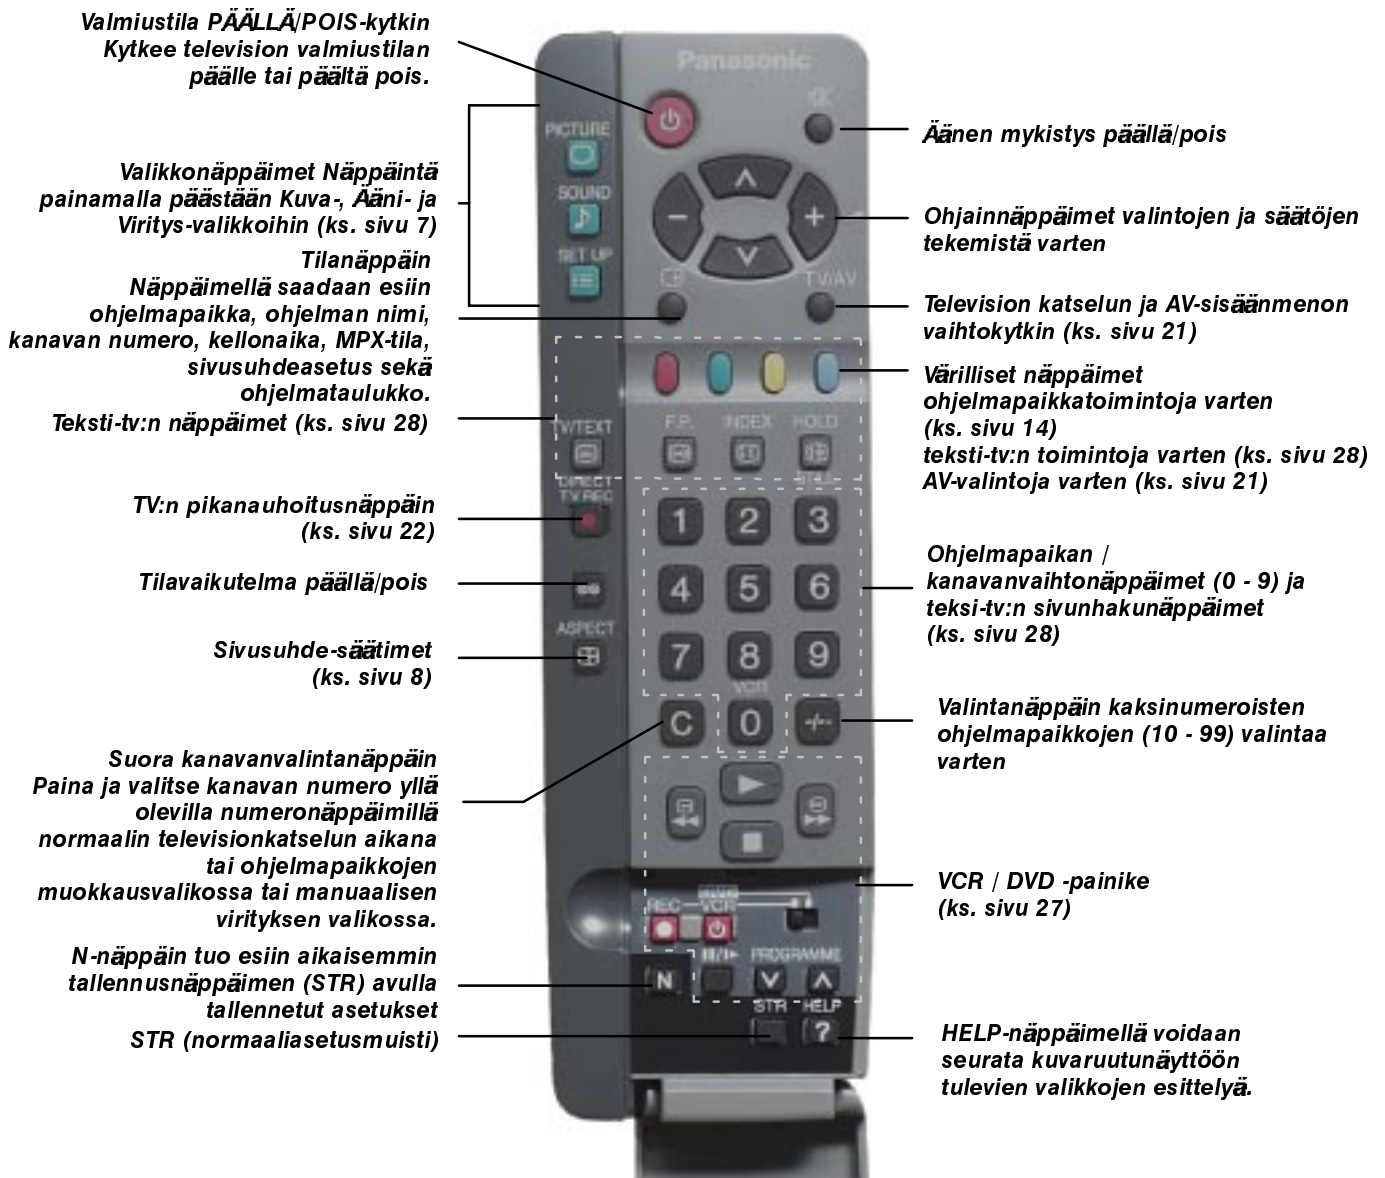 Valmiustila PÄÄLLÄ/POIS-kytkin
Kytkee television valmiustilan
päälle tai päältä pois.
Valikkonäppäimet Näppäintä
painamalla päästään Kuva-, Ääni- ja
Viritys-valikkoihin (ks. sivu 7)
Tilanäppäin
Näppäimellä saadaan esiin
ohjelmapaikka, ohjelman nimi,
kanavan numero, kellonaika, MPX-tila,
sivusuhdeasetus sekä
ohjelmataulukko.
Teksti-tv:n näppäimet (ks. sivu 28)
TV:n pikanauhoitusnäppäin
(ks. sivu 22)
Tilavaikutelma päällä/pois
Sivusuhde-säätimet
(ks. sivu 8)
Suora kanavanvalintanäppäin
Paina ja valitse kanavan numero yllä
olevilla numeronäppäimillä
normaalin televisionkatselun aikana
tai ohjelmapaikkojen
muokkausvalikossa tai manuaalisen
virityksen valikossa.
N-näppäin tuo esiin aikaisemmin
tallennusnäppäimen (STR) avulla
tallennetut asetukset
STR (normaaliasetusmuisti)
Panasonic
PICTURE
SOUND
SET UP
TV/AV
TV/TEXT
F.P.
INDEX
HOLD
DIRECT
TV REC
1 2 3
4 5 6
ASPECT
7 8 9
VCR
C 0 -/--
REC
VCR
PROGRAMME
N
STR
HELP
?
Äänen mykistys päällä/pois
Ohjainnäppäimet valintojen ja säätöjen
tekemistä varten
Television katselun ja AV-sisäänmenon
vaihtokytkin (ks. sivu 21)
Värilliset näppäimet
ohjelmapaikkatoimintoja varten
(ks. sivu 14)
teksti-tv:n toimintoja varten (ks. sivu 28)
AV-valintoja varten (ks. sivu 21)
Ohjelmapaikan /
kanavanvaihtonäppäimet (0 - 9) ja
teksi-tv:n sivunhakunäppäimet
(ks. sivu 28)
Valintanäppäin kaksinumeroisten
ohjelmapaikkojen (10 - 99) valintaa
varten
VCR / DVD -painike
(ks. sivu 27)
HELP-näppäimellä voidaan
seurata kuvaruutunäyttöön
tulevien valikkojen esittelyä.